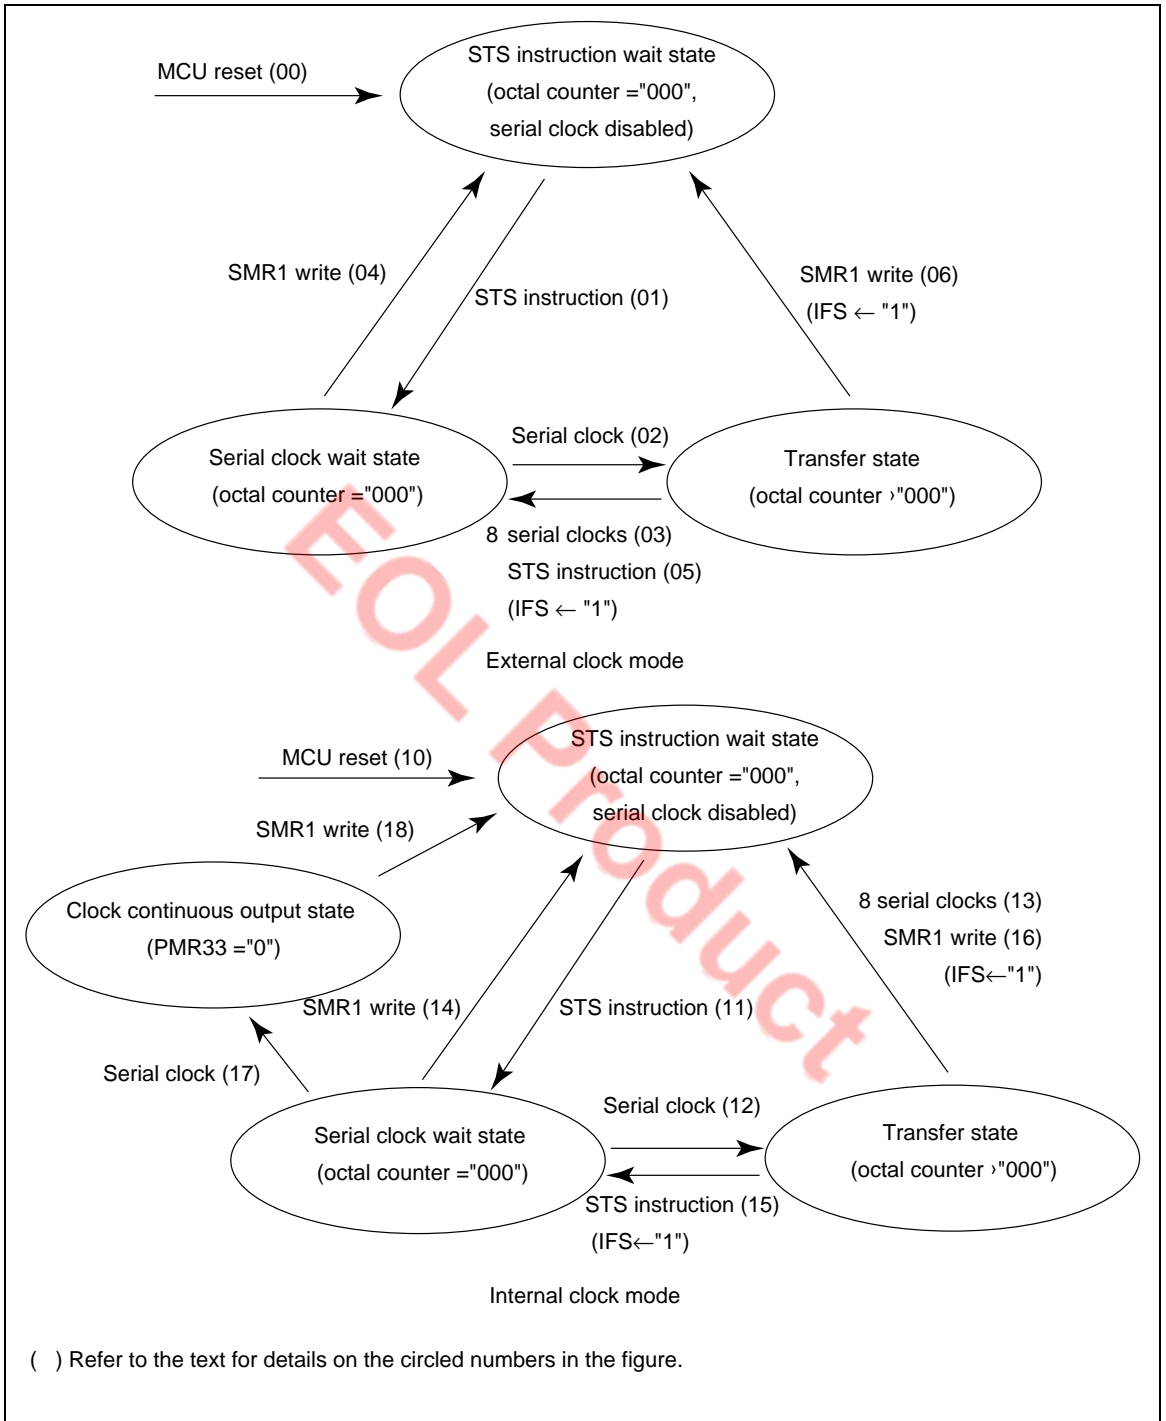 MCU reset (00)
STS instruction wait state
(octal counter ="000",
serial clock disabled)
SMR1 write (04)
STS instruction (01)
SMR1 write (06)
(IFS ← "1")
Serial clock wait state
(octal counter ="000")
Serial clock (02)
Transfer state
(octal counter ›"000")
8 serial clocks (03)
STS instruction (05)
(IFS ← "1")
External clock mode
MCU reset (10)
STS instruction wait state
(octal counter ="000",
serial clock disabled)
SMR1 write (18)
Clock continuous output state
(PMR33 ="0")
8 serial clocks (13)
SMR1 write (16)
(IFS←"1")
SMR1 write (14)
STS instruction (11)
Serial clock (17)
Serial clock wait state
(octal counter ="000")
Serial clock (12)
Transfer state
(octal counter ›"000")
STS instruction (15)
(IFS←"1")
Internal clock mode
( ) Refer to the text for details on the circled numbers in the figure.
EOL Product